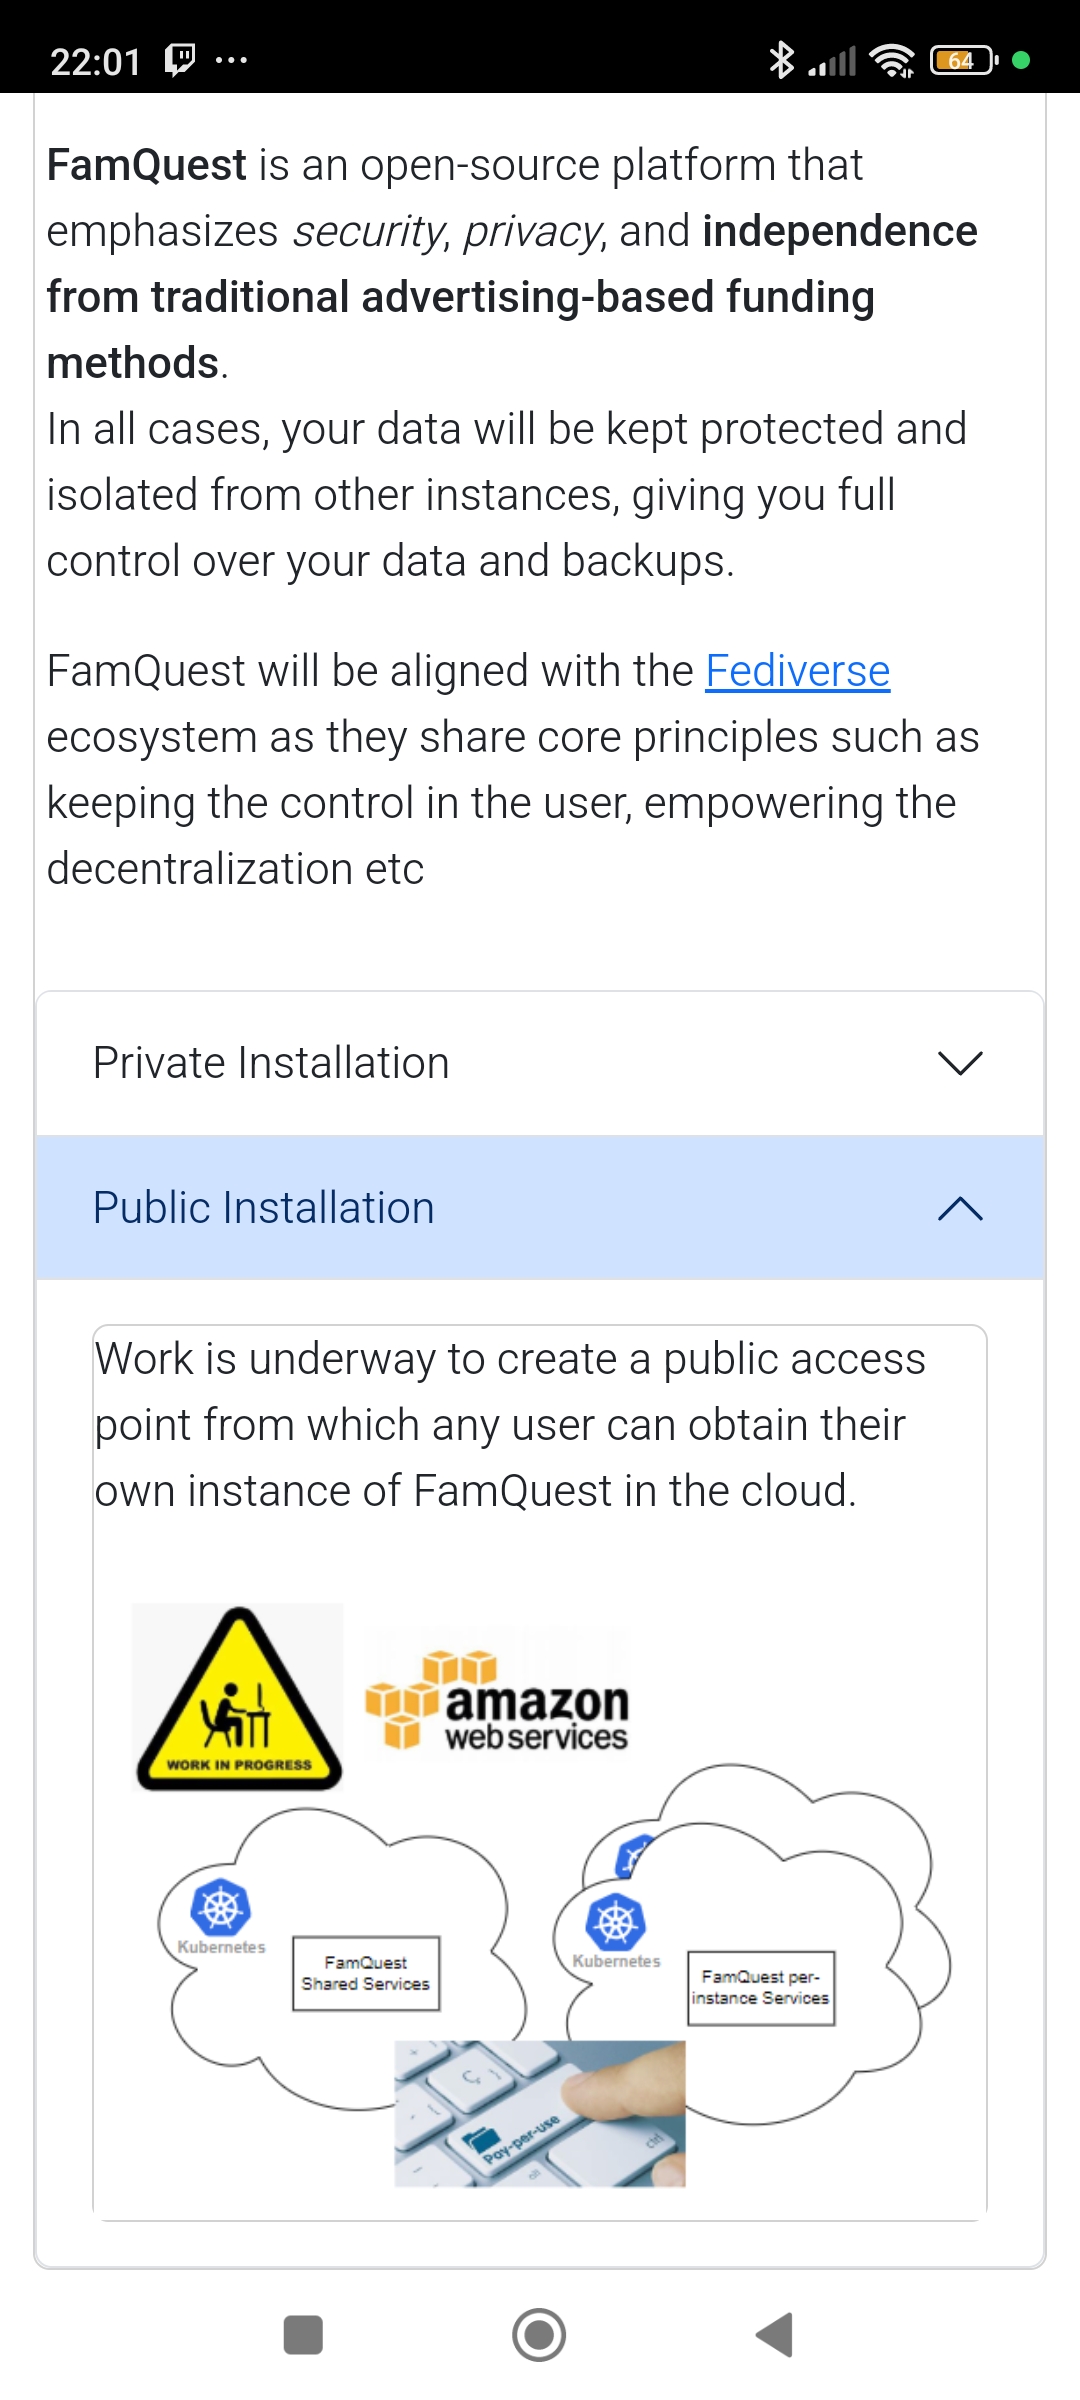 22:01
64
FamQuest is an open-source platform that
emphasizes security, privacy, and independence
from traditional advertising-based funding
methods.
In all cases, your data will be kept protected and
isolated from other instances, giving you full
control over your data and backups.
FamQuest will be aligned with the Fediverse
ecosystem as they share core principles such as
keeping the control in the user, empowering the
decentralization etc
Private Installation
Public Installation
Work is underway to create a public access
point from which any user can obtain their
own instance of FamQuest in the cloud.
WORK IN PROGRESS
amazon
web services
Kubernetes
FamQuest
Shared Services
Kubernetes
FamQuest per-
instance Services
Pay-per-use
ctrl